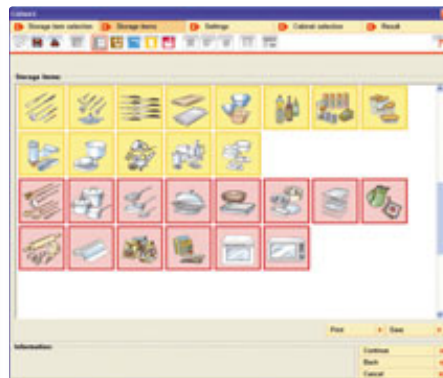 Storage item selection Storage items Settings Cabinet selection Result
Storage items:
Print Save
Information:
Continue
Back
Cancel